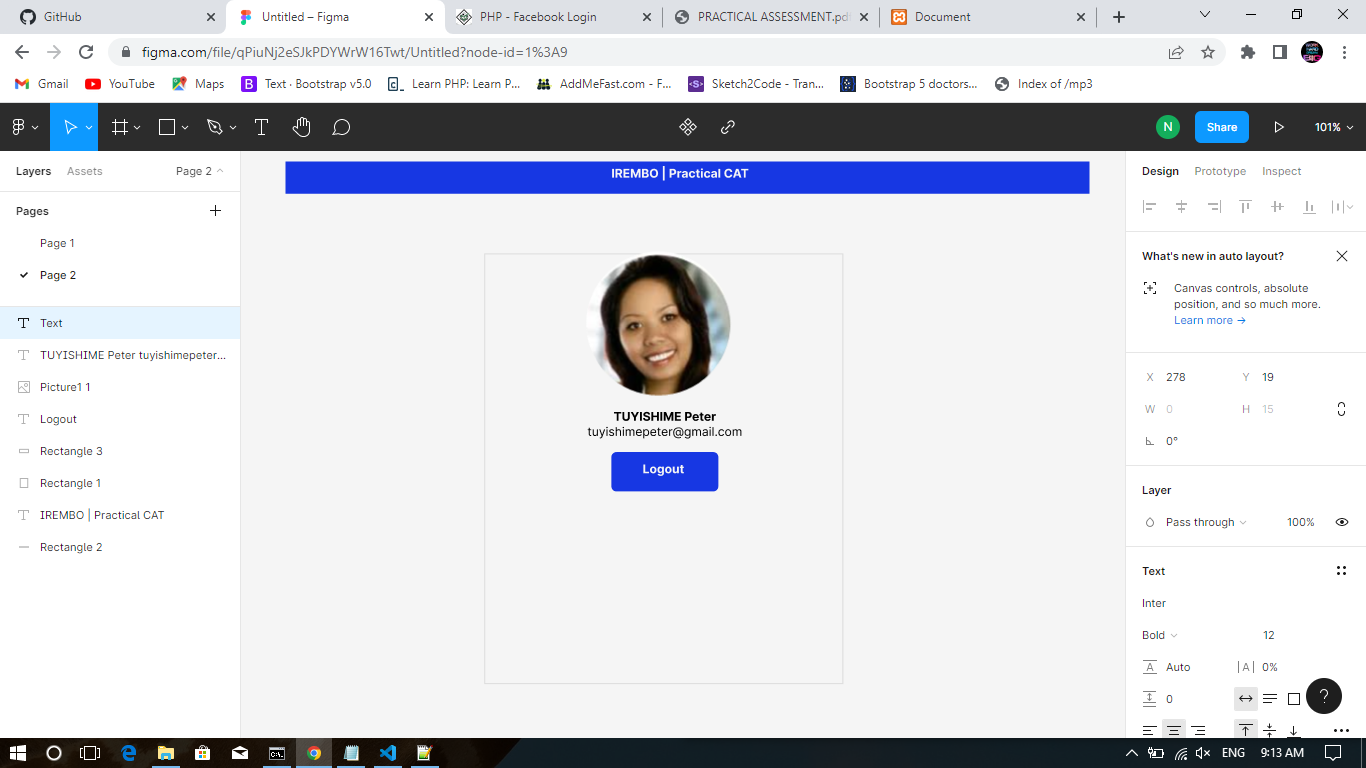 GitHub
Untitled – Figma
PHP - Facebook Login
PRACTICAL ASSESSMENT.pdf
Document
figma.com/file/qPiuNj2eSJkPDYWrW16Twt/Untitled?node-id=1%3A9
Gmail
YouTube
Maps
Text · Bootstrap v5.0
Learn PHP: Learn P...
AddMeFast.com - F...
Sketch2Code - Tran...
Bootstrap 5 doctors...
Index of /mp3
N
Share
101%
Layers
Assets
Page 2
Pages
Page 1
Page 2
Text
TUYISHIME Peter tuyishimepeter...
Picture1 1
Logout
Rectangle 3
Rectangle 1
IREMBO | Practical CAT
Rectangle 2
IREMBO | Practical CAT
TUYISHIME Peter
tuyishimepeter@gmail.com
Logout
Design
Prototype
Inspect
What's new in auto layout?
Canvas controls, absolute
position, and so much more.
Learn more →
X 278
Y 19
W 0
H 15
0°
Layer
Pass through
100%
Text
Inter
Bold
12
A Auto
|A| 0%
0
?
ENG
9:13 AM